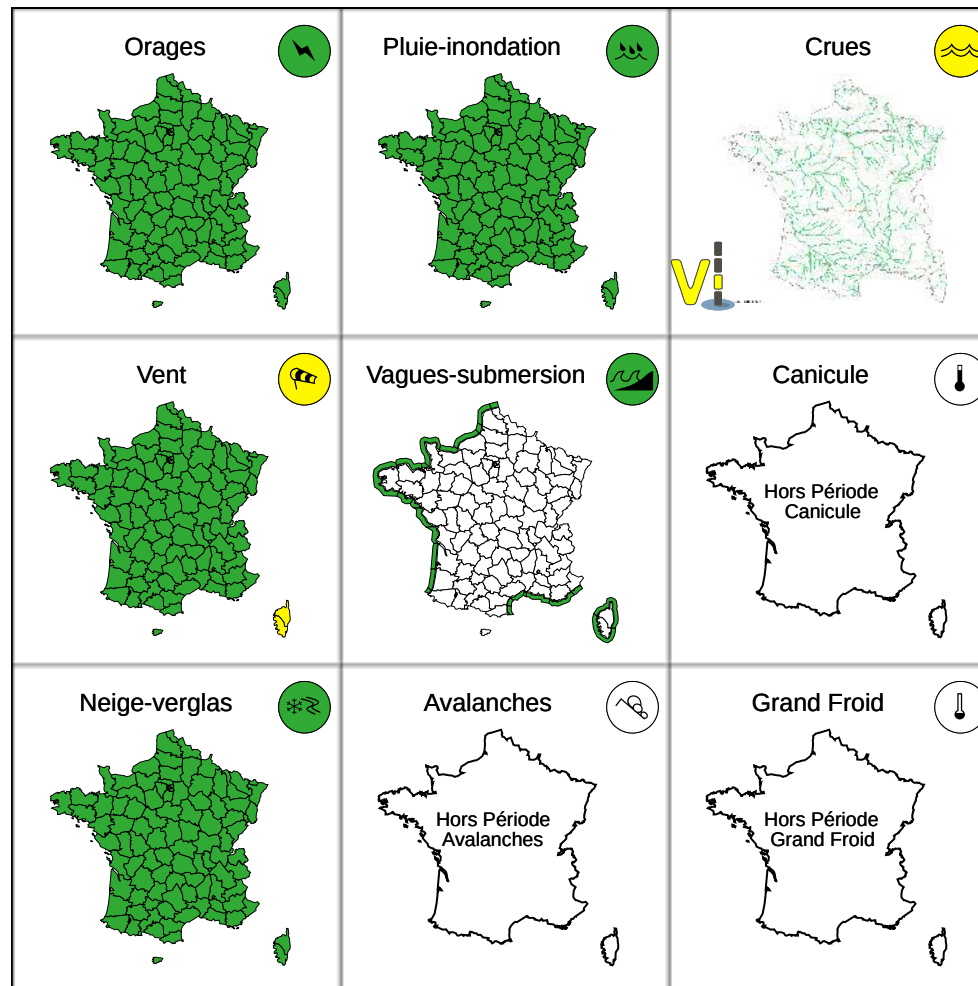 Orages
Pluie-inondation
Crues
Vi
Vent
Vagues-submersion
Canicule
Hors Période
Canicule
Neige-verglas
Avalanches
Grand Froid
Hors Période
Avalanches
Hors Période
Grand Froid